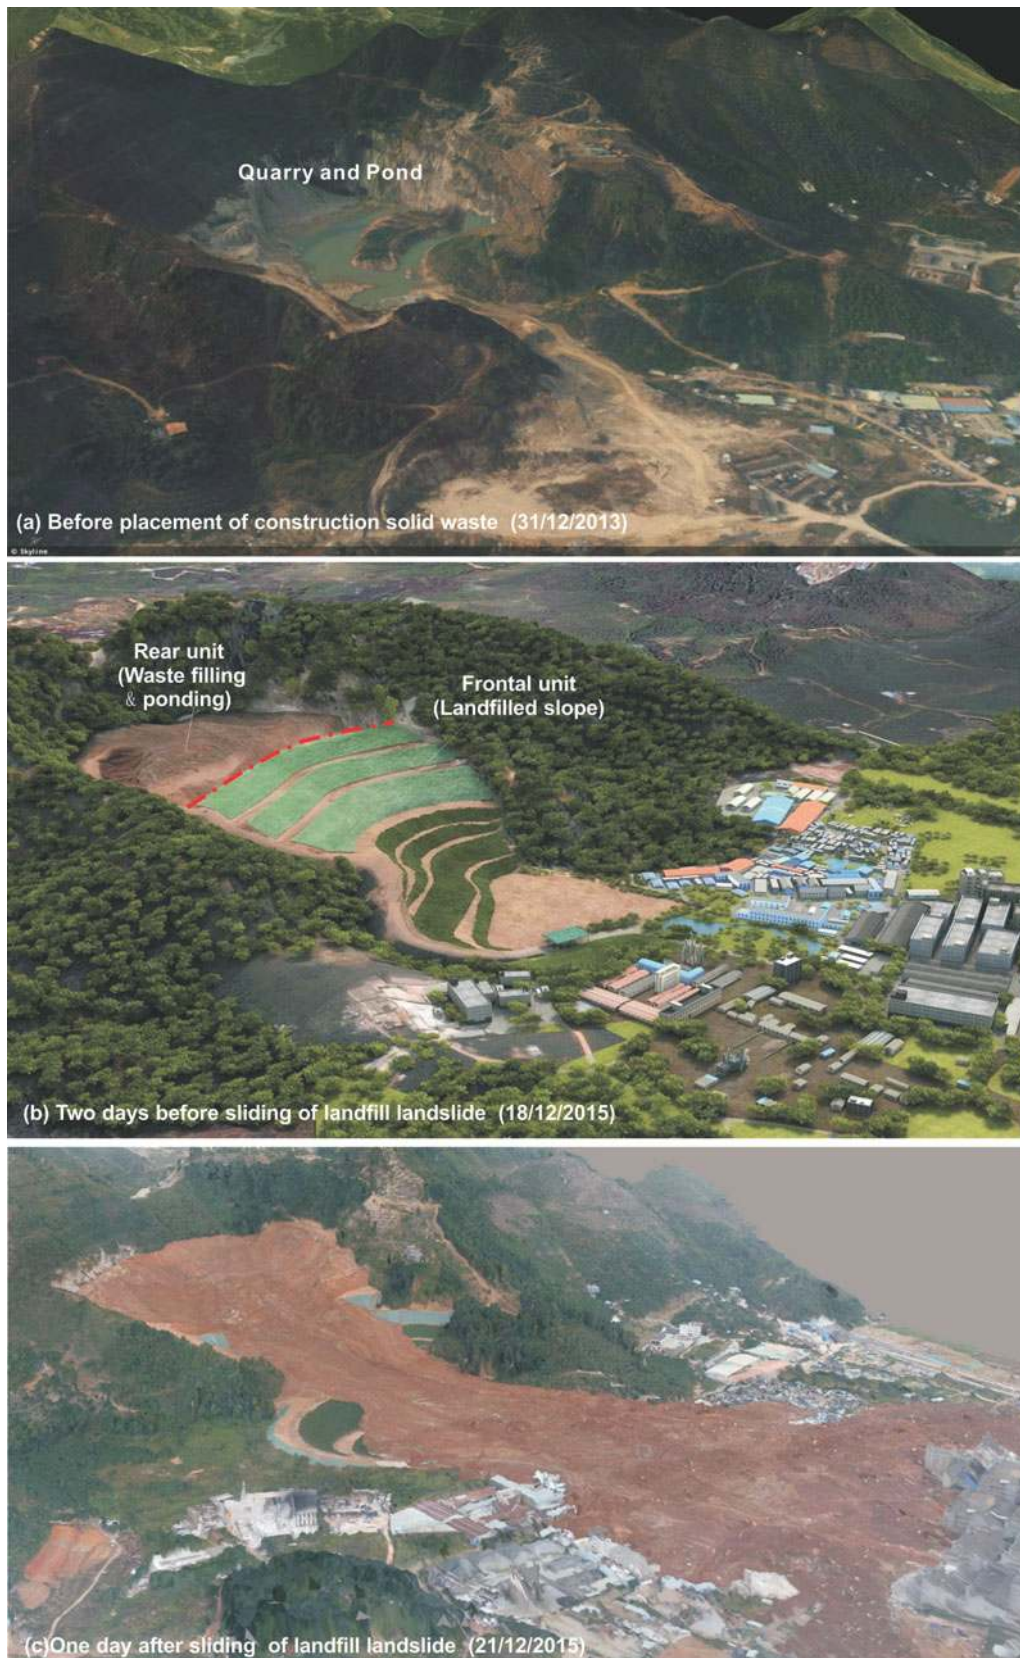 Quarry and Pond
(a) Before placement of construction solid waste (31/12/2013)
© Skyline
Rear unit
(Waste filling
& ponding)
Frontal unit
(Landfilled slope)
(b) Two days before sliding of landfill landslide (18/12/2015)
(c)One day after sliding of landfill landslide (21/12/2015)